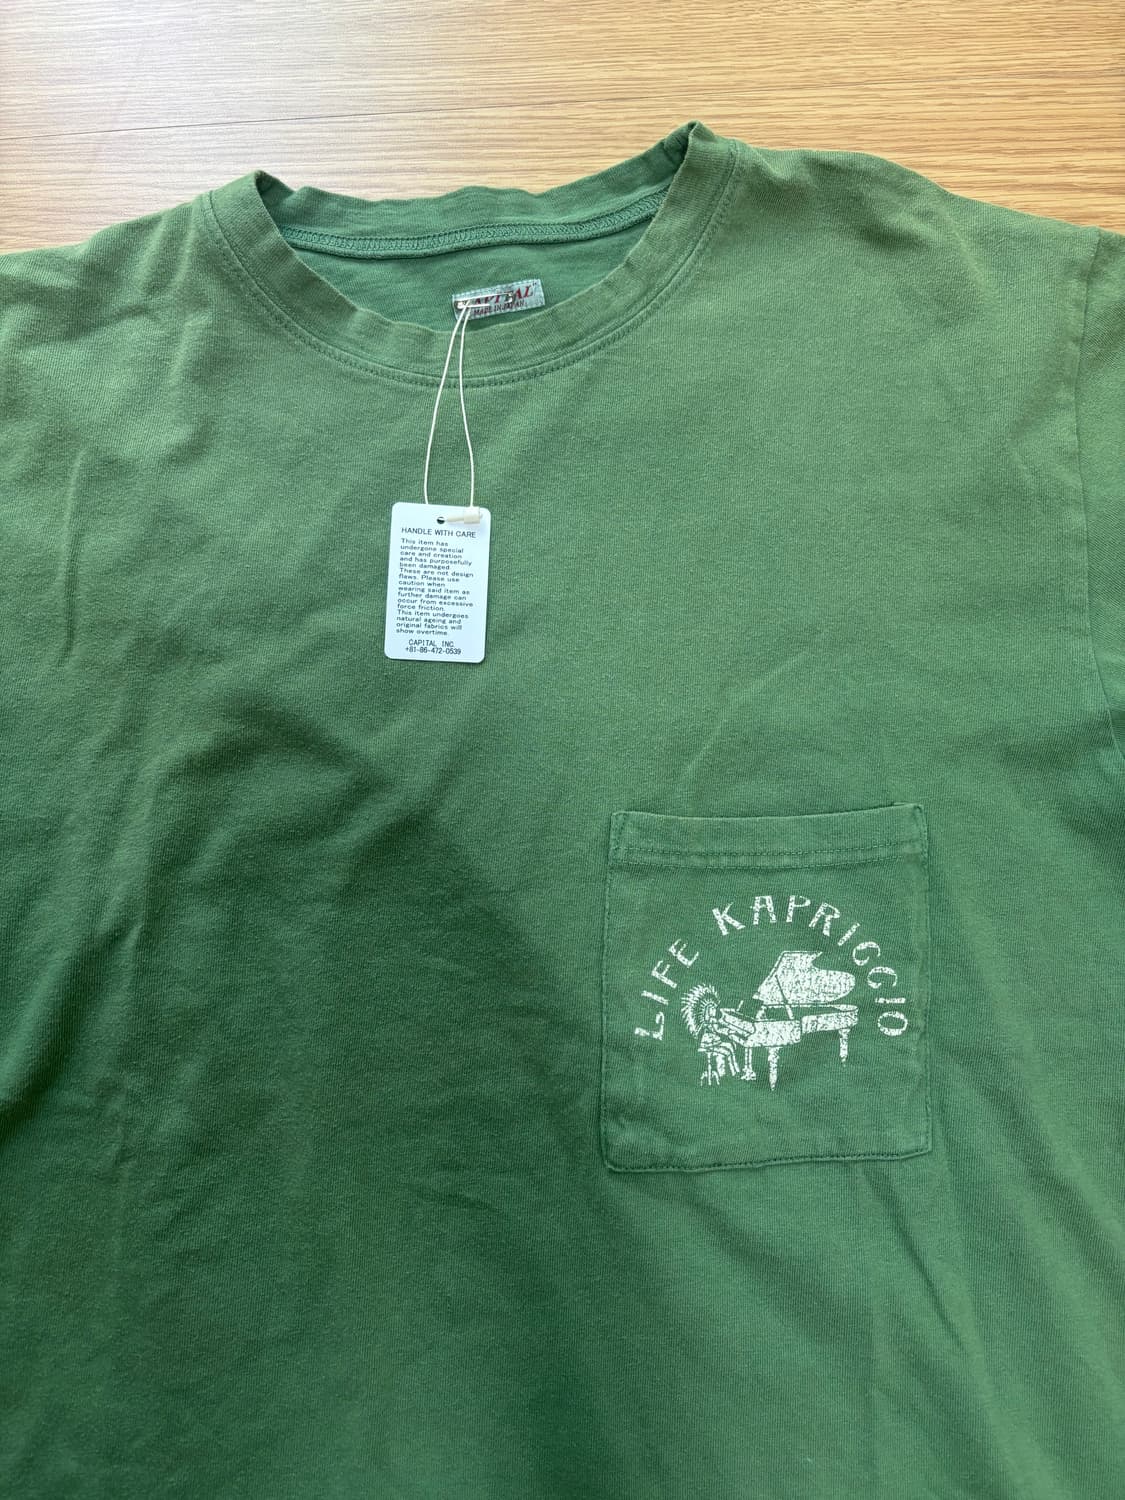 KAPITAL
MADE IN JAPAN
HANDLE WITH CARE
This item has
undergone special
care and creation
and has purposefully
been damaged.
These are not design
flaws. Please use
caution when
wearing said item as
further damage can
occur from excessive
force friction.
This item undergoes
natural ageing and
original fabrics will
show overtime.
CAPITAL INC
+81-86-472-0539
LIFE KAPRICCIO